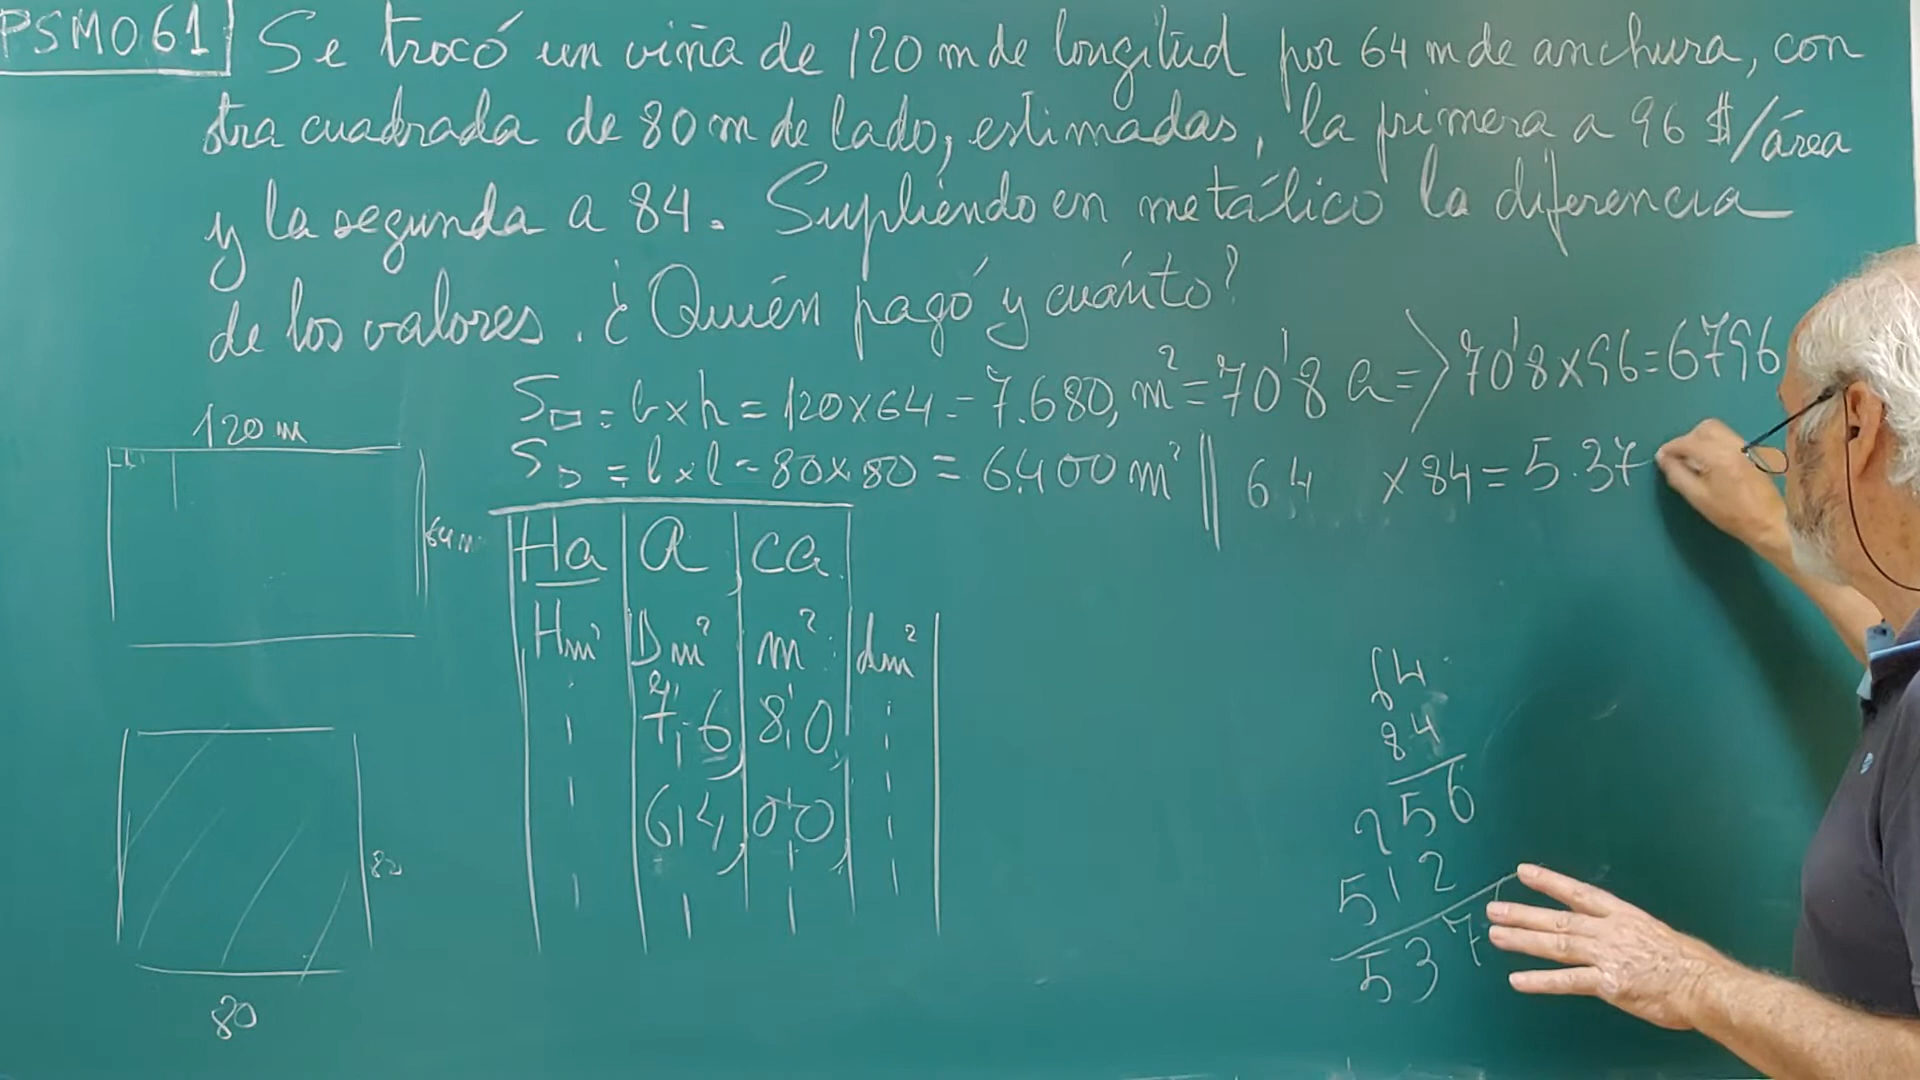 PSM061 Se trocó un viña de 120 m de longitud por 64 m de anchura, con
otra cuadrada de 80 m de lado, estimadas, la primera a 96 $/área
y la segunda a 84. Supliendo en metálico la diferencia
de los valores. ¿Quién pagó y cuánto?
S▭ = b x h = 120 x 64 = 7.680, m² = 70'8 a => 70'8 x 96 = 6796
S▫ = l x l = 80 x 80 = 6.400 m² || 64 x 84 = 5.37
120 m
64 m
Ha | a, | ca
Hm² | Dm² | m² | dm²
7 6, 8 0,
6 4, 0 0,
80
80
64
84
256
512
537